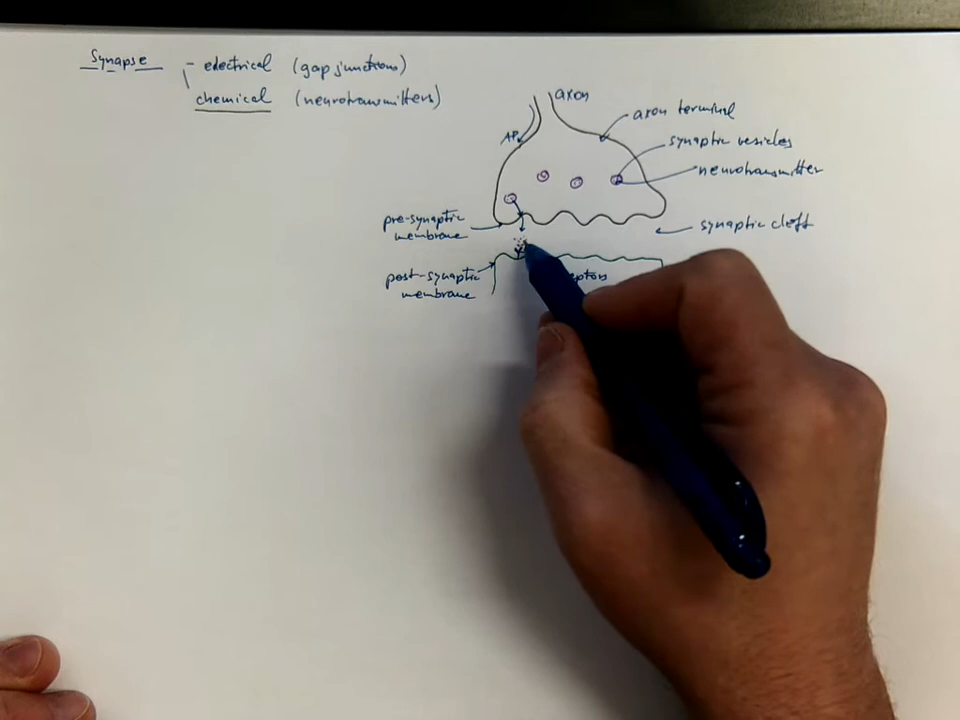 Synapse - electrical (gap junctions)
chemical (neurotransmitters)
axon
axon terminal
AP
synaptic vesicles
neurotransmitter
pre-synaptic
membrane
synaptic cleft
post-synaptic
membrane